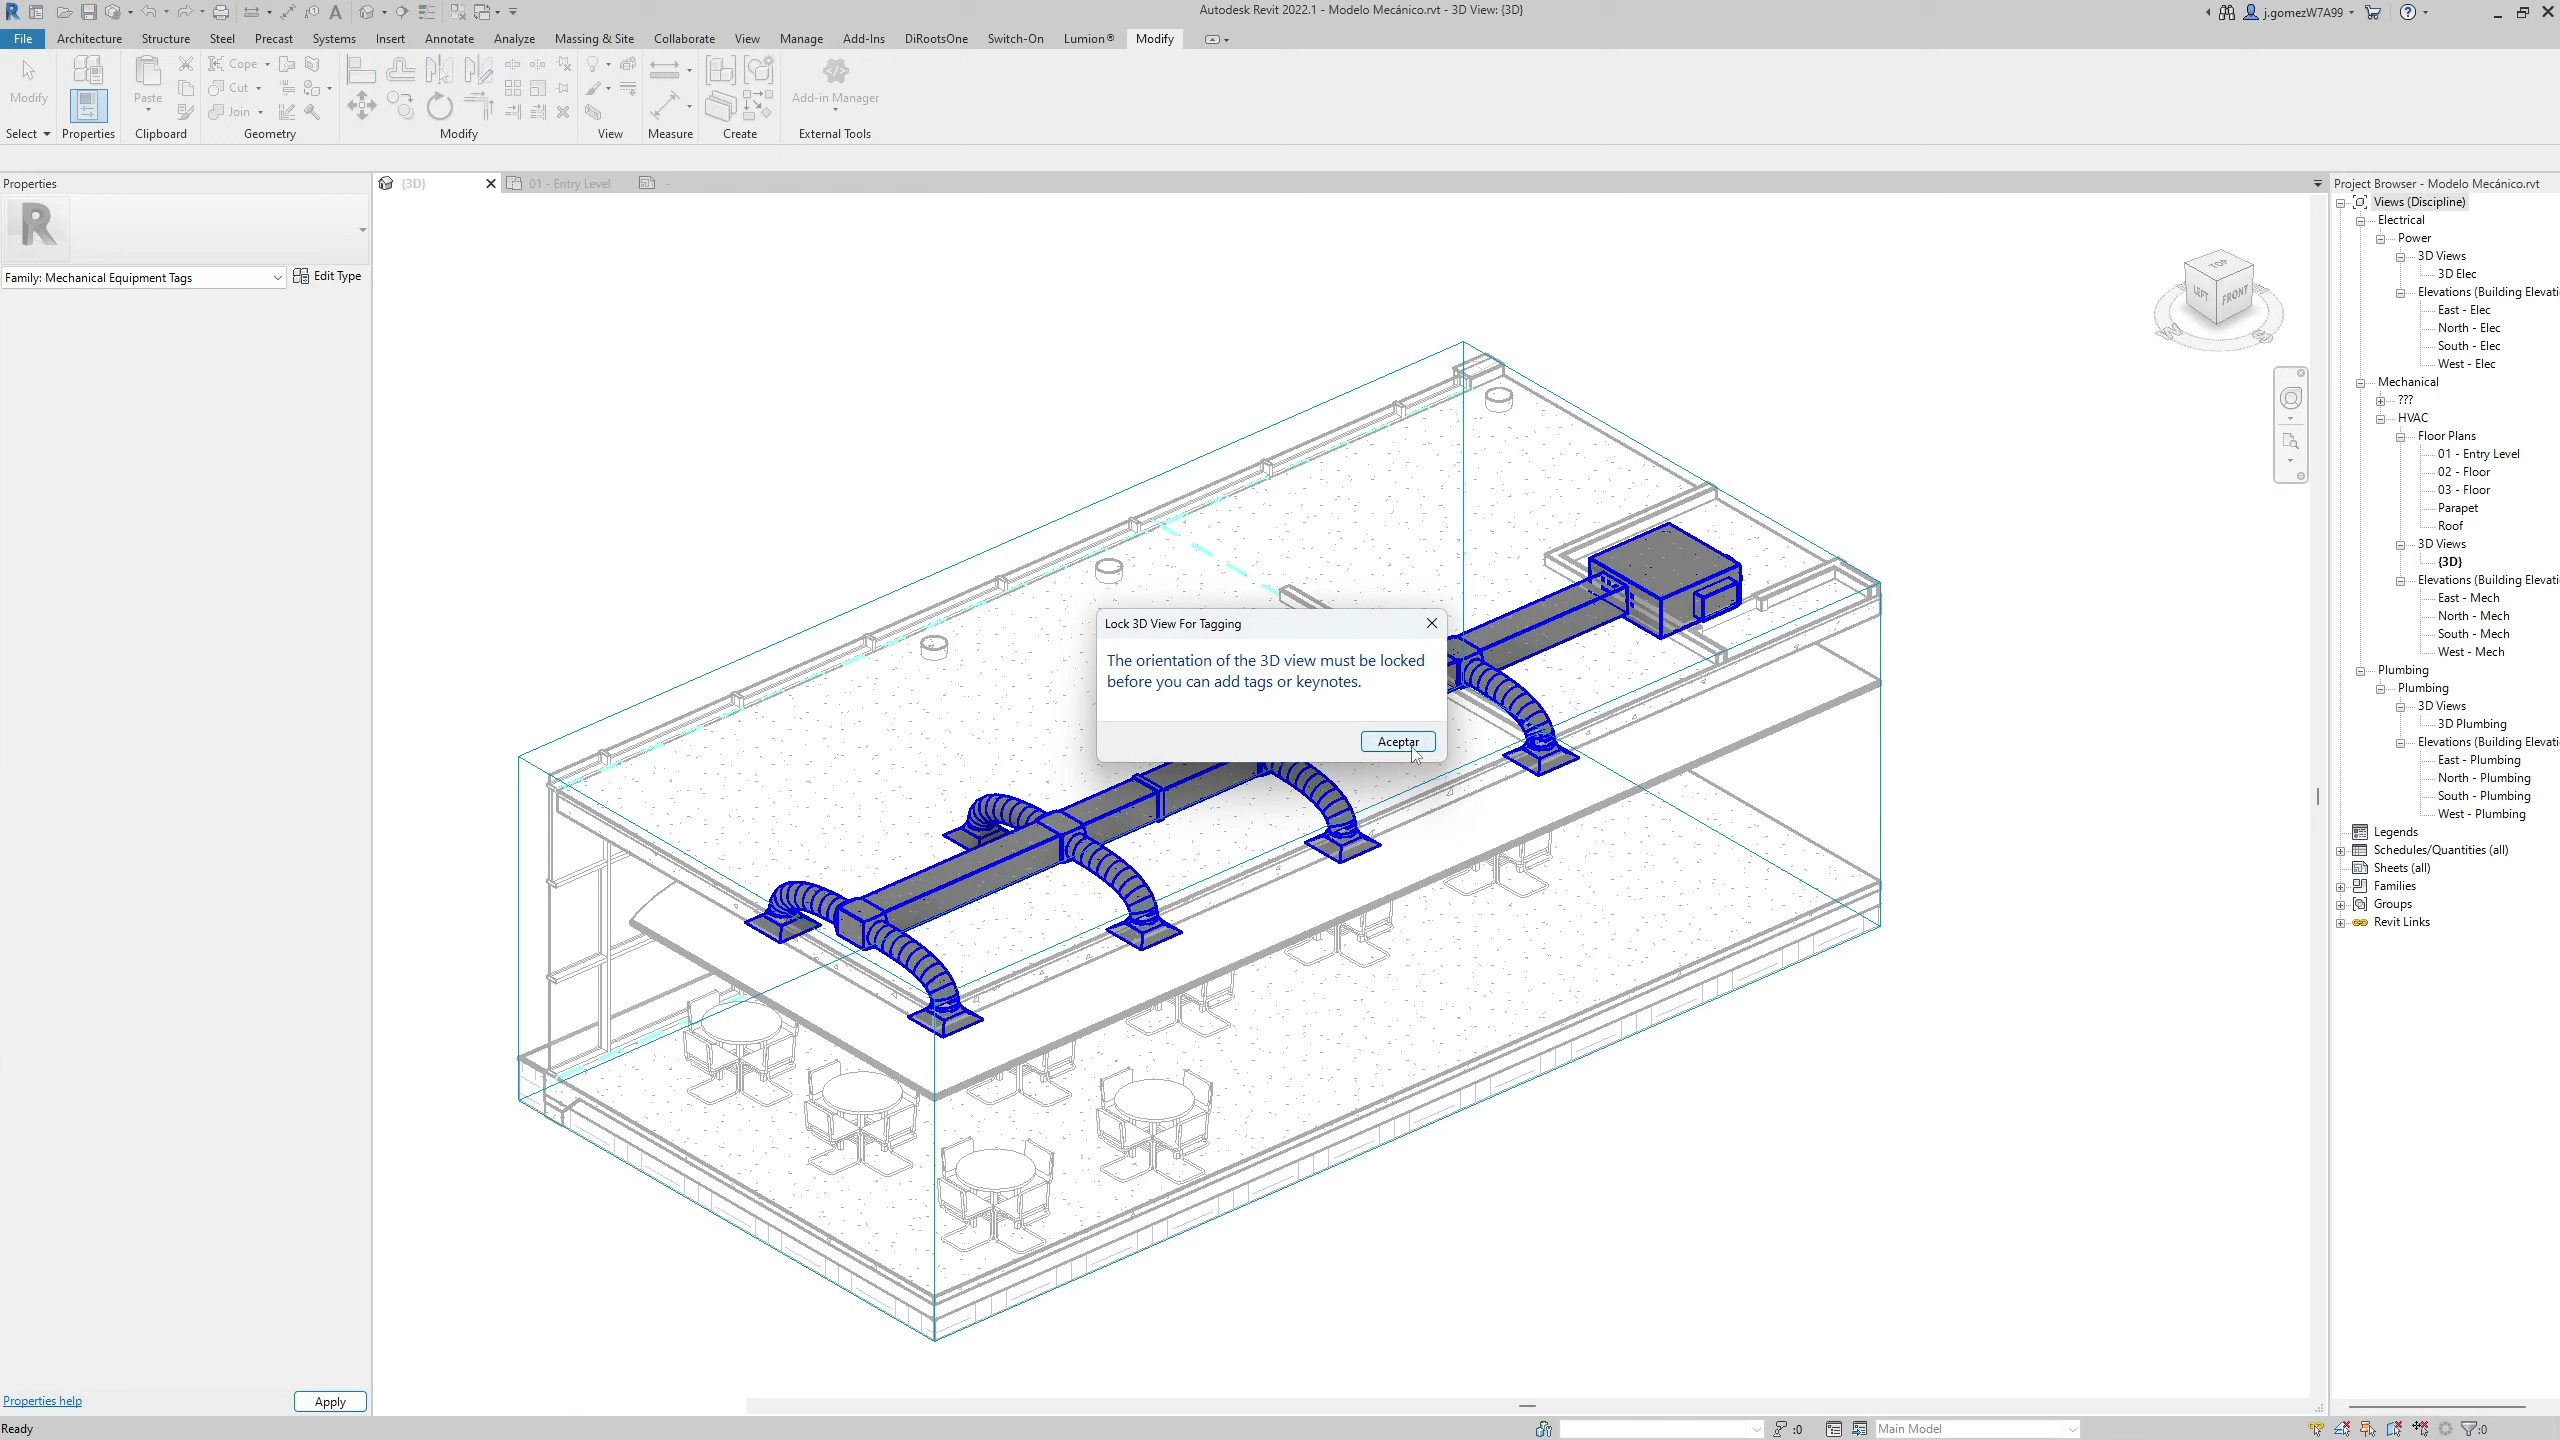 Autodesk Revit 2022.1 - Modelo Mecánico.rvt - 3D View: {3D}
j.gomezW7A99
File Architecture Structure Steel Precast Systems Insert Annotate Analyze Massing & Site Collaborate View Manage Add-Ins DiRootsOne Switch-On Lumion® Modify
Modify
Paste
Cope
Cut
Join
Add-in Manager
Select Properties Clipboard Geometry Modify View Measure Create External Tools
Properties
Family: Mechanical Equipment Tags
Edit Type
Properties help
Apply
{3D}
01 - Entry Level
-
TOP
LEFT
FRONT
W
S
Lock 3D View For Tagging
The orientation of the 3D view must be locked
before you can add tags or keynotes.
Aceptar
Project Browser - Modelo Mecánico.rvt
Views (Discipline)
Electrical
Power
3D Views
3D Elec
Elevations (Building Elevati
East - Elec
North - Elec
South - Elec
West - Elec
Mechanical
???
HVAC
Floor Plans
01 - Entry Level
02 - Floor
03 - Floor
Parapet
Roof
3D Views
{3D}
Elevations (Building Elevati
East - Mech
North - Mech
South - Mech
West - Mech
Plumbing
Plumbing
3D Views
3D Plumbing
Elevations (Building Elevati
East - Plumbing
North - Plumbing
South - Plumbing
West - Plumbing
Legends
Schedules/Quantities (all)
Sheets (all)
Families
Groups
Revit Links
Ready
:0
Main Model
:0